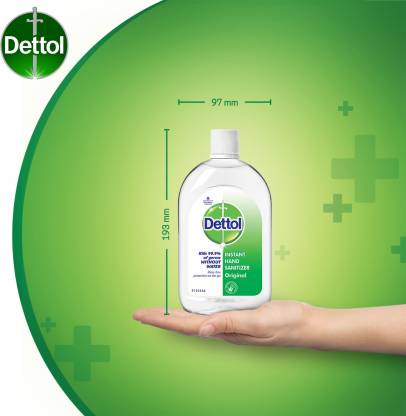 Dettol
97 mm
193 mm
Dettol
Kills 99.9%
of germs
WITHOUT
WATER
INSTANT
HAND
SANITIZER
Original